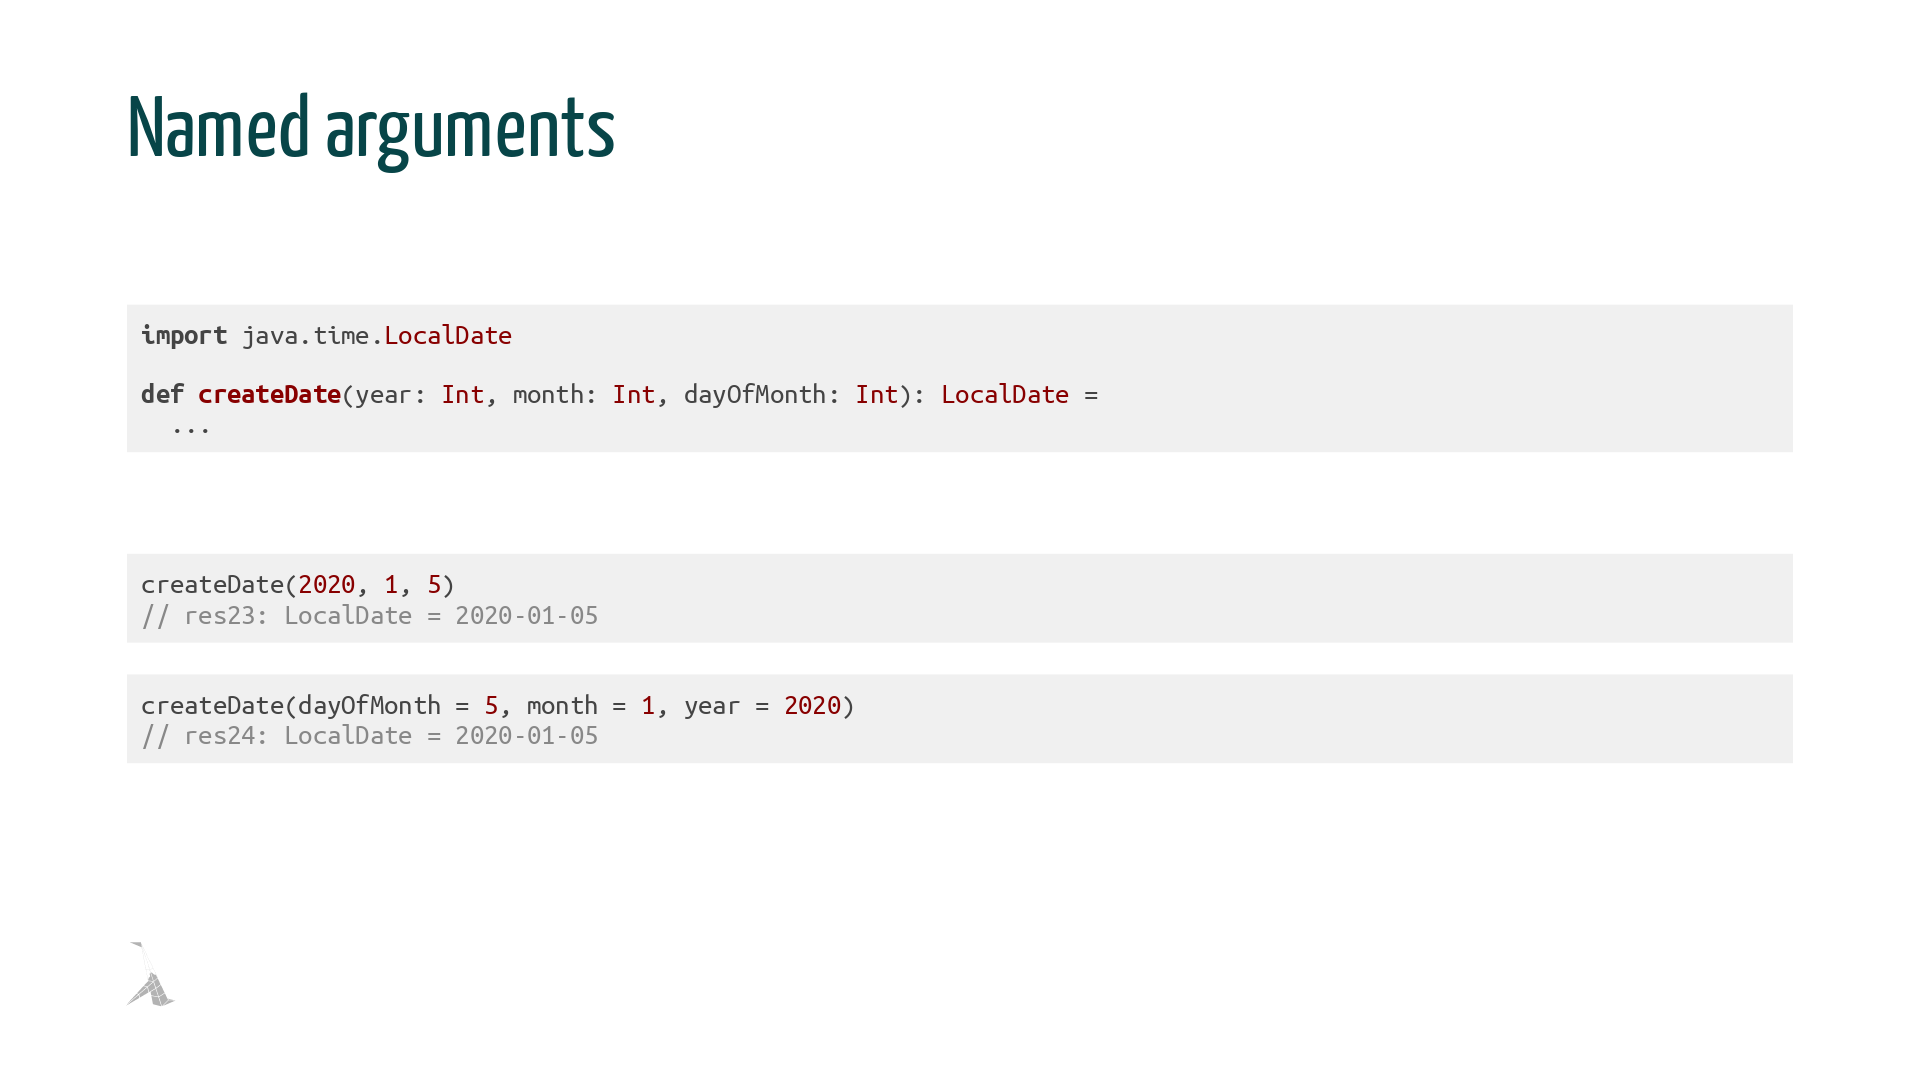 Named arguments
import java.time.LocalDate
def createDate(year: Int, month: Int, dayOfMonth: Int): LocalDate =
...
createDate(2020, 1, 5)
// res23: LocalDate = 2020-01-05
createDate(dayOfMonth = 5, month = 1, year = 2020)
// res24: LocalDate = 2020-01-05